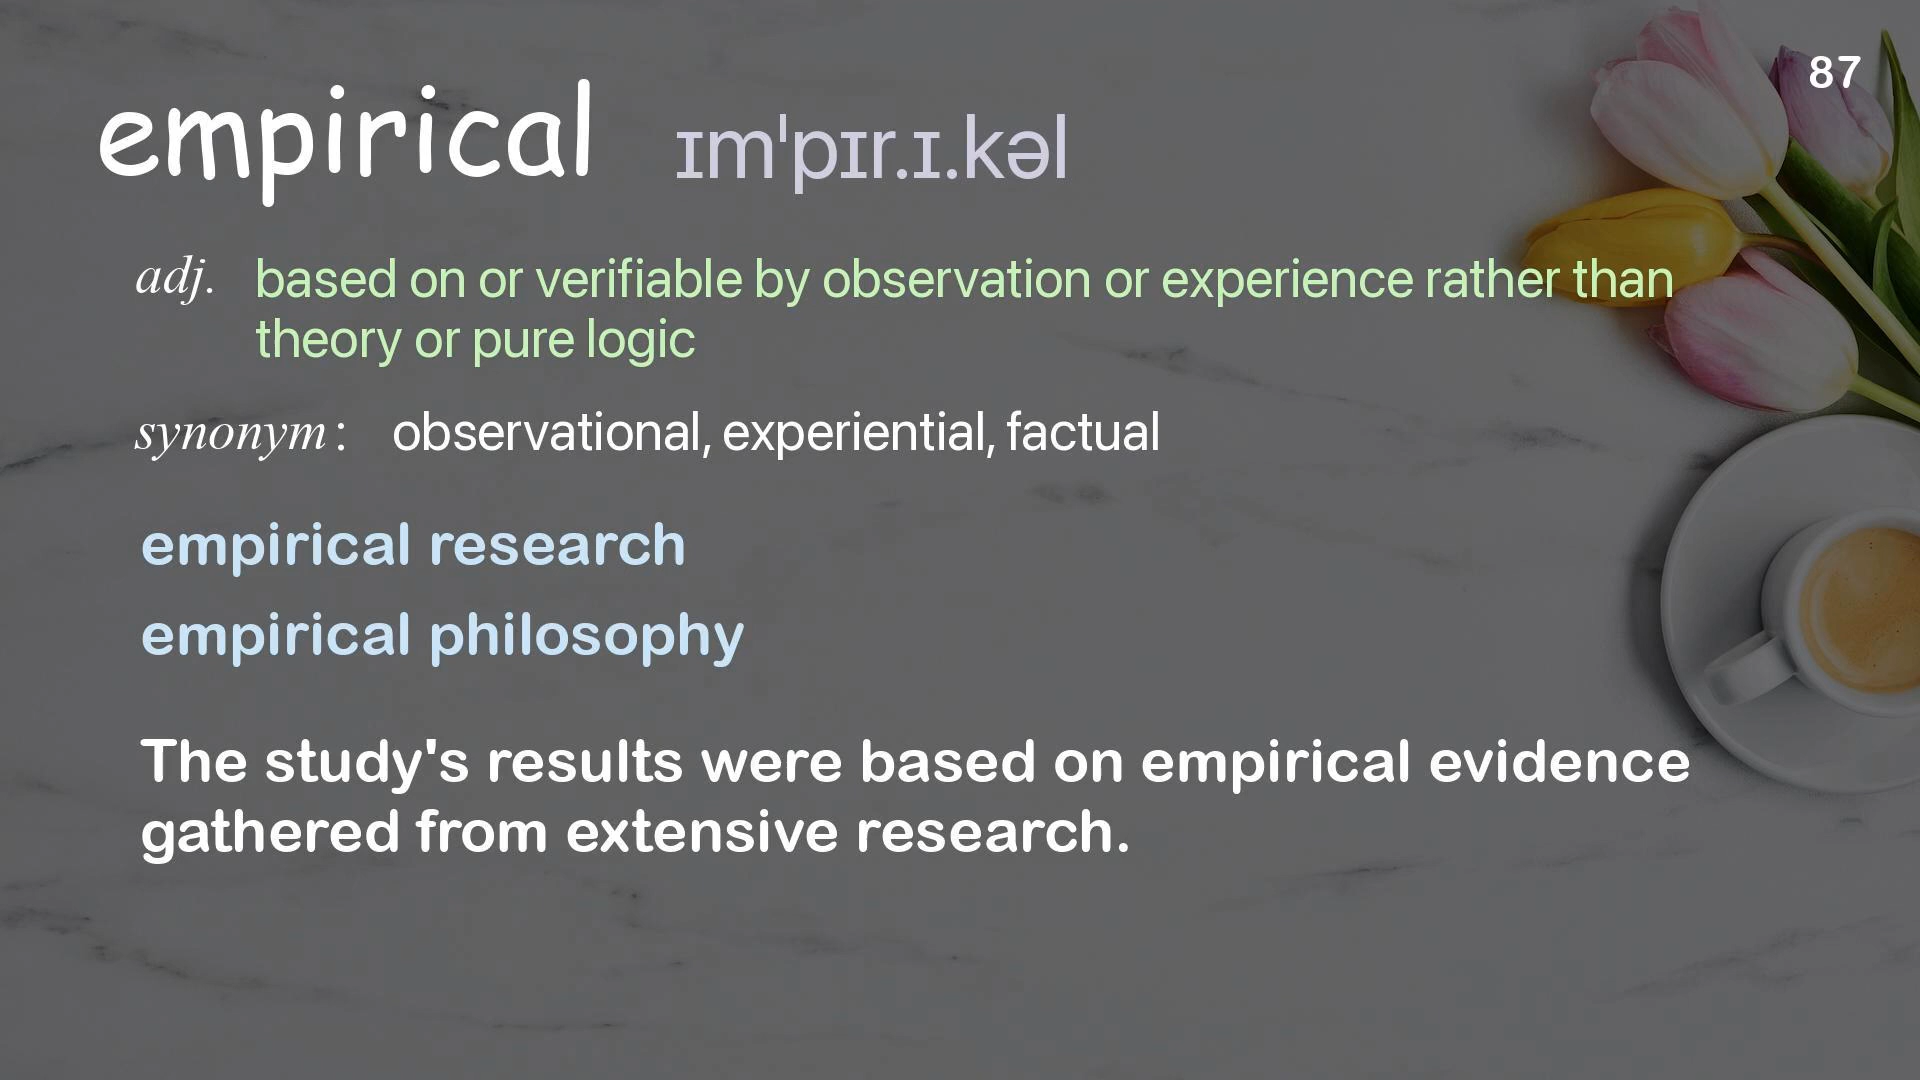 87
empirical ɪmˈpɪr.ɪ.kəl
adj. based on or verifiable by observation or experience rather than
theory or pure logic
synonym: observational, experiential, factual
empirical research
empirical philosophy
The study's results were based on empirical evidence
gathered from extensive research.